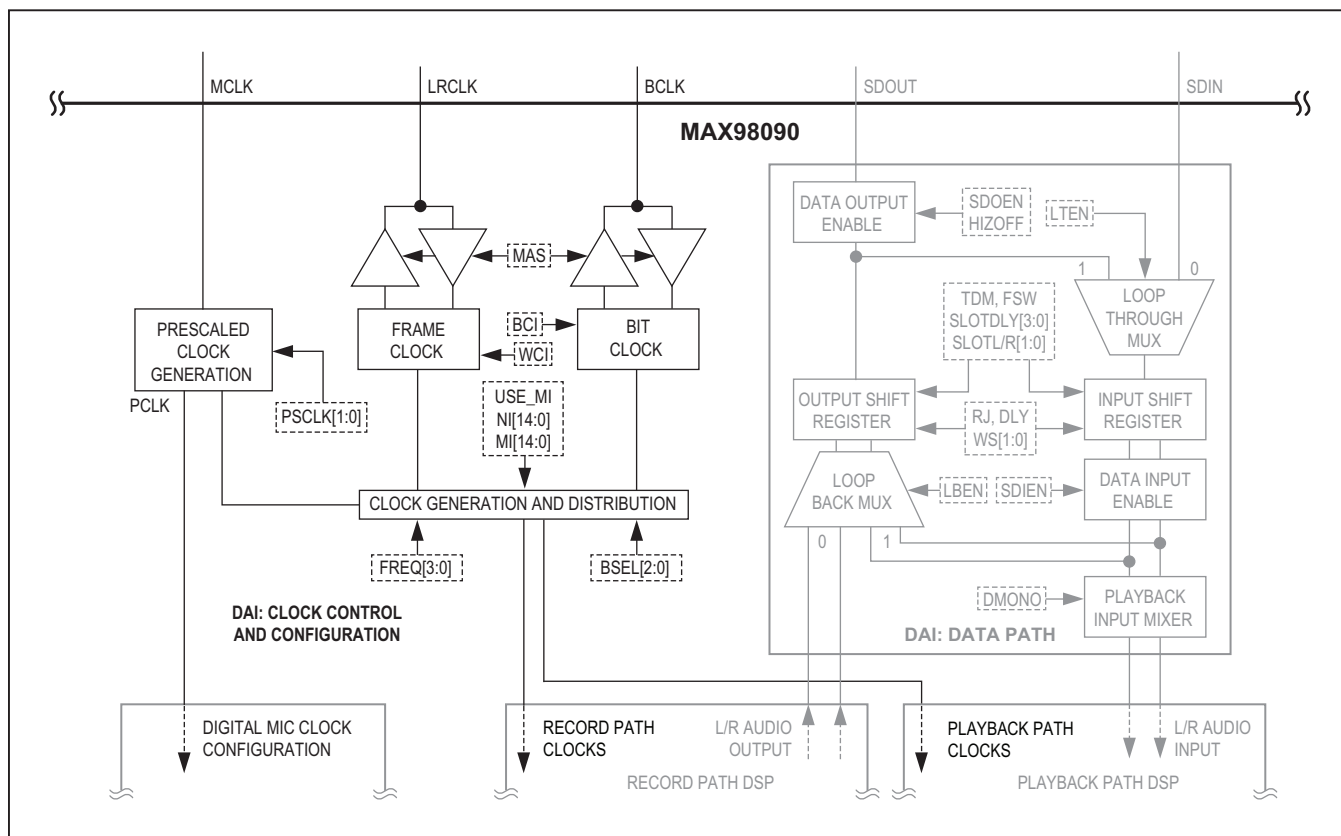 MCLK
LRCLK
BCLK
SDOUT
SDIN
MAX98090
DATA OUTPUT
ENABLE
SDOEN
HIZOFF
LTEN
MAS
1
0
LOOP
THROUGH
MUX
TDM, FSW
SLOTDLY[3:0]
SLOTL/R[1:0]
PRESCALED
CLOCK
GENERATION
FRAME
CLOCK
BCI
WCI
BIT
CLOCK
PCLK
PSCLK[1:0]
USE_MI
NI[14:0]
MI[14:0]
OUTPUT SHIFT
REGISTER
RJ, DLY
WS[1:0]
INPUT SHIFT
REGISTER
LOOP
BACK MUX
LBEN
SDIEN
DATA INPUT
ENABLE
CLOCK GENERATION AND DISTRIBUTION
0
1
FREQ[3:0]
BSEL[2:0]
DMONO
PLAYBACK
INPUT MIXER
DAI: CLOCK CONTROL
AND CONFIGURATION
DAI: DATA PATH
DIGITAL MIC CLOCK
CONFIGURATION
RECORD PATH
CLOCKS
L/R AUDIO
OUTPUT
RECORD PATH DSP
PLAYBACK PATH
CLOCKS
L/R AUDIO
INPUT
PLAYBACK PATH DSP